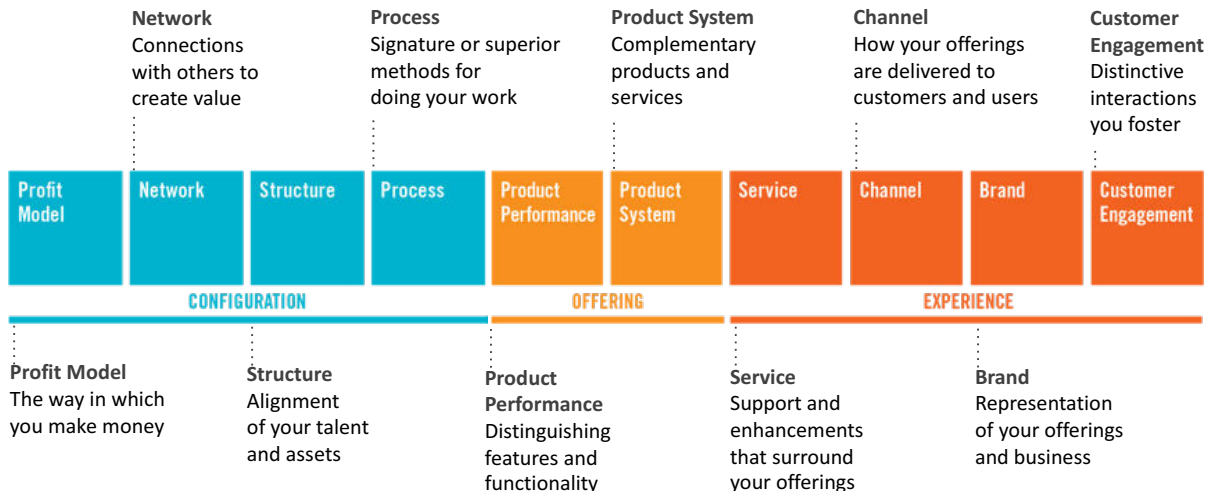 Network
Connections
with others to
create value
Process
Signature or superior
methods for
doing your work
Product System
Complementary
products and
services
Channel
How your offerings
are delivered to
customers and users
Customer
Engagement
Distinctive
interactions
you foster
Profit
Model
Network
Structure
Process
Product
Performance
Product
System
Service
Channel
Brand
Customer
Engagement
CONFIGURATION
OFFERING
EXPERIENCE
Profit Model
The way in which
you make money
Structure
Alignment
of your talent
and assets
Product
Performance
Distinguishing
features and
functionality
Service
Support and
enhancements
that surround
your offerings
Brand
Representation
of your offerings
and business